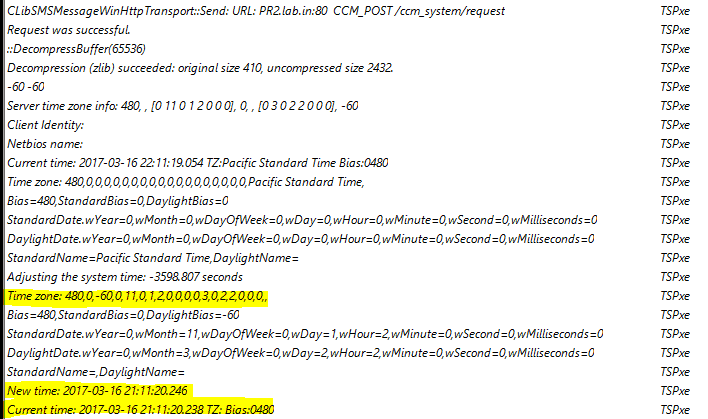 CLibSMSMessageWinHttpTransport::Send: URL: PR2.lab.in:80 CCM_POST /ccm_system/request TSPxe
Request was successful. TSPxe
::DecompressBuffer(65536) TSPxe
Decompression (zlib) succeeded: original size 410, uncompressed size 2432. TSPxe
-60 -60 TSPxe
Server time zone info: 480, , [0 11 0 1 2 0 0 0], 0, , [0 3 0 2 2 0 0 0], -60 TSPxe
Client Identity: TSPxe
Netbios name: TSPxe
Current time: 2017-03-16 22:11:19.054 TZ:Pacific Standard Time Bias:0480 TSPxe
Time zone: 480,0,0,0,0,0,0,0,0,0,0,0,0,0,0,0,0,0,0,Pacific Standard Time, TSPxe
Bias=480,StandardBias=0,DaylightBias=0 TSPxe
StandardDate.wYear=0,wMonth=0,wDayOfWeek=0,wDay=0,wHour=0,wMinute=0,wSecond=0,wMilliseconds=0 TSPxe
DaylightDate.wYear=0,wMonth=0,wDayOfWeek=0,wDay=0,wHour=0,wMinute=0,wSecond=0,wMilliseconds=0 TSPxe
StandardName=Pacific Standard Time,DaylightName= TSPxe
Adjusting the system time: -3598.807 seconds TSPxe
Time zone: 480,0,-60,0,11,0,1,2,0,0,0,0,3,0,2,2,0,0,0,, TSPxe
Bias=480,StandardBias=0,DaylightBias=-60 TSPxe
StandardDate.wYear=0,wMonth=11,wDayOfWeek=0,wDay=1,wHour=2,wMinute=0,wSecond=0,wMilliseconds=0 TSPxe
DaylightDate.wYear=0,wMonth=3,wDayOfWeek=0,wDay=2,wHour=2,wMinute=0,wSecond=0,wMilliseconds=0 TSPxe
StandardName=,DaylightName= TSPxe
New time: 2017-03-16 21:11:20.246 TSPxe
Current time: 2017-03-16 21:11:20.238 TZ: Bias:0480 TSPxe